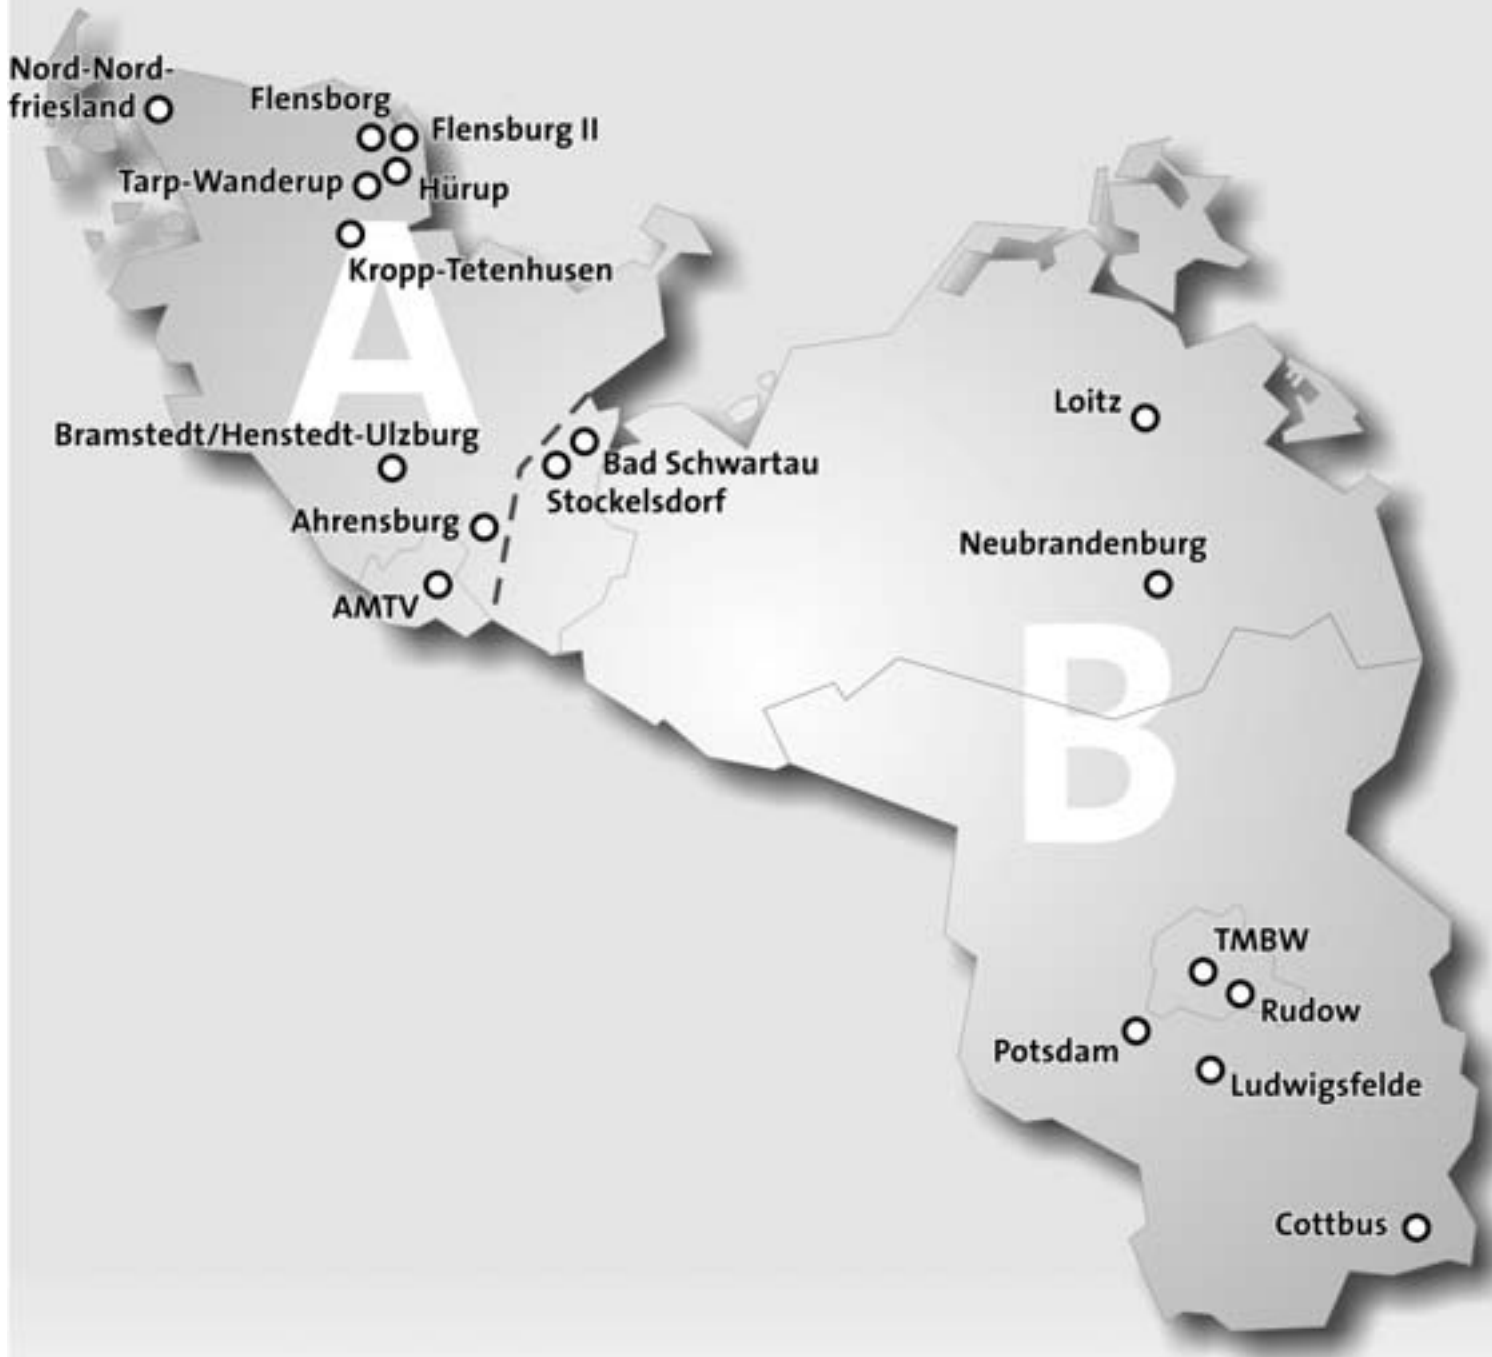 Nord-Nord-
friesland
Flensborg
Flensburg II
Tarp-Wanderup
Hürup
Kropp-Tetenhusen
A
Bramstedt/Henstedt-Ulzburg
Bad Schwartau
Stockelsdorf
Ahrensburg
AMTV
Loitz
Neubrandenburg
B
TMBW
Rudow
Potsdam
Ludwigsfelde
Cottbus